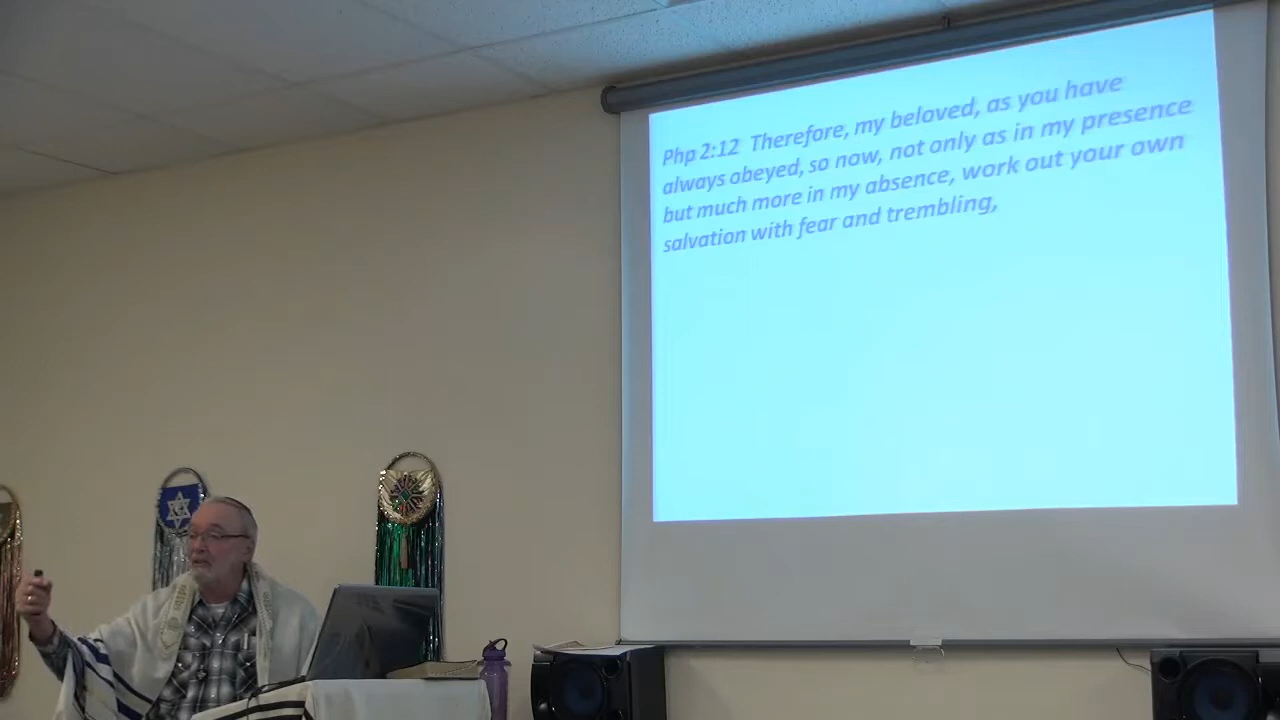 Php 2:12 Therefore, my beloved, as you have
always obeyed, so now, not only as in my presence
but much more in my absence, work out your own
salvation with fear and trembling,